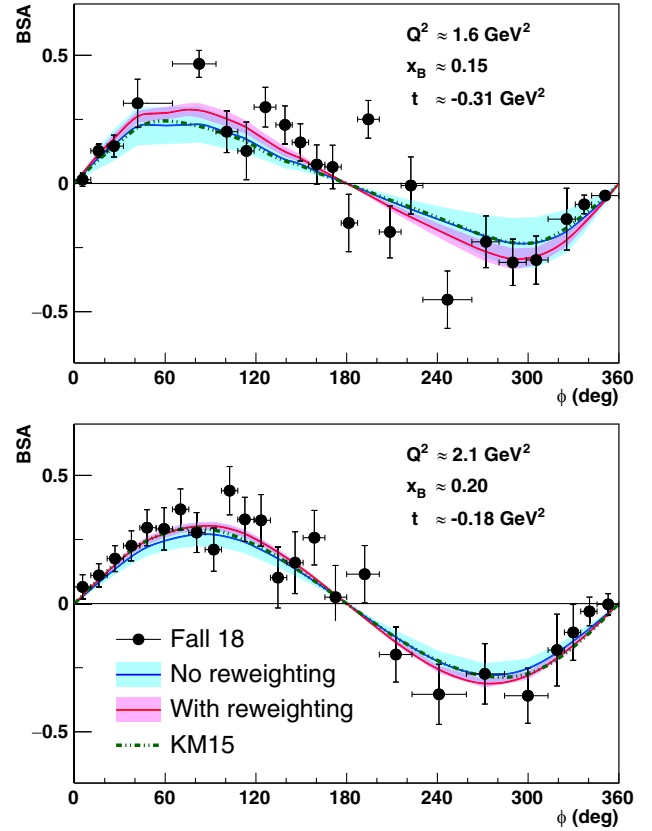 BSA
Q² ≈ 1.6 GeV²
x_B ≈ 0.15
t ≈ -0.31 GeV²
0.5
0
−0.5
0 60 120 180 240 300 360
ϕ (deg)
BSA
Q² ≈ 2.1 GeV²
x_B ≈ 0.20
t ≈ -0.18 GeV²
0.5
0
−0.5
Fall 18
No reweighting
With reweighting
KM15
0 60 120 180 240 300 360
ϕ (deg)